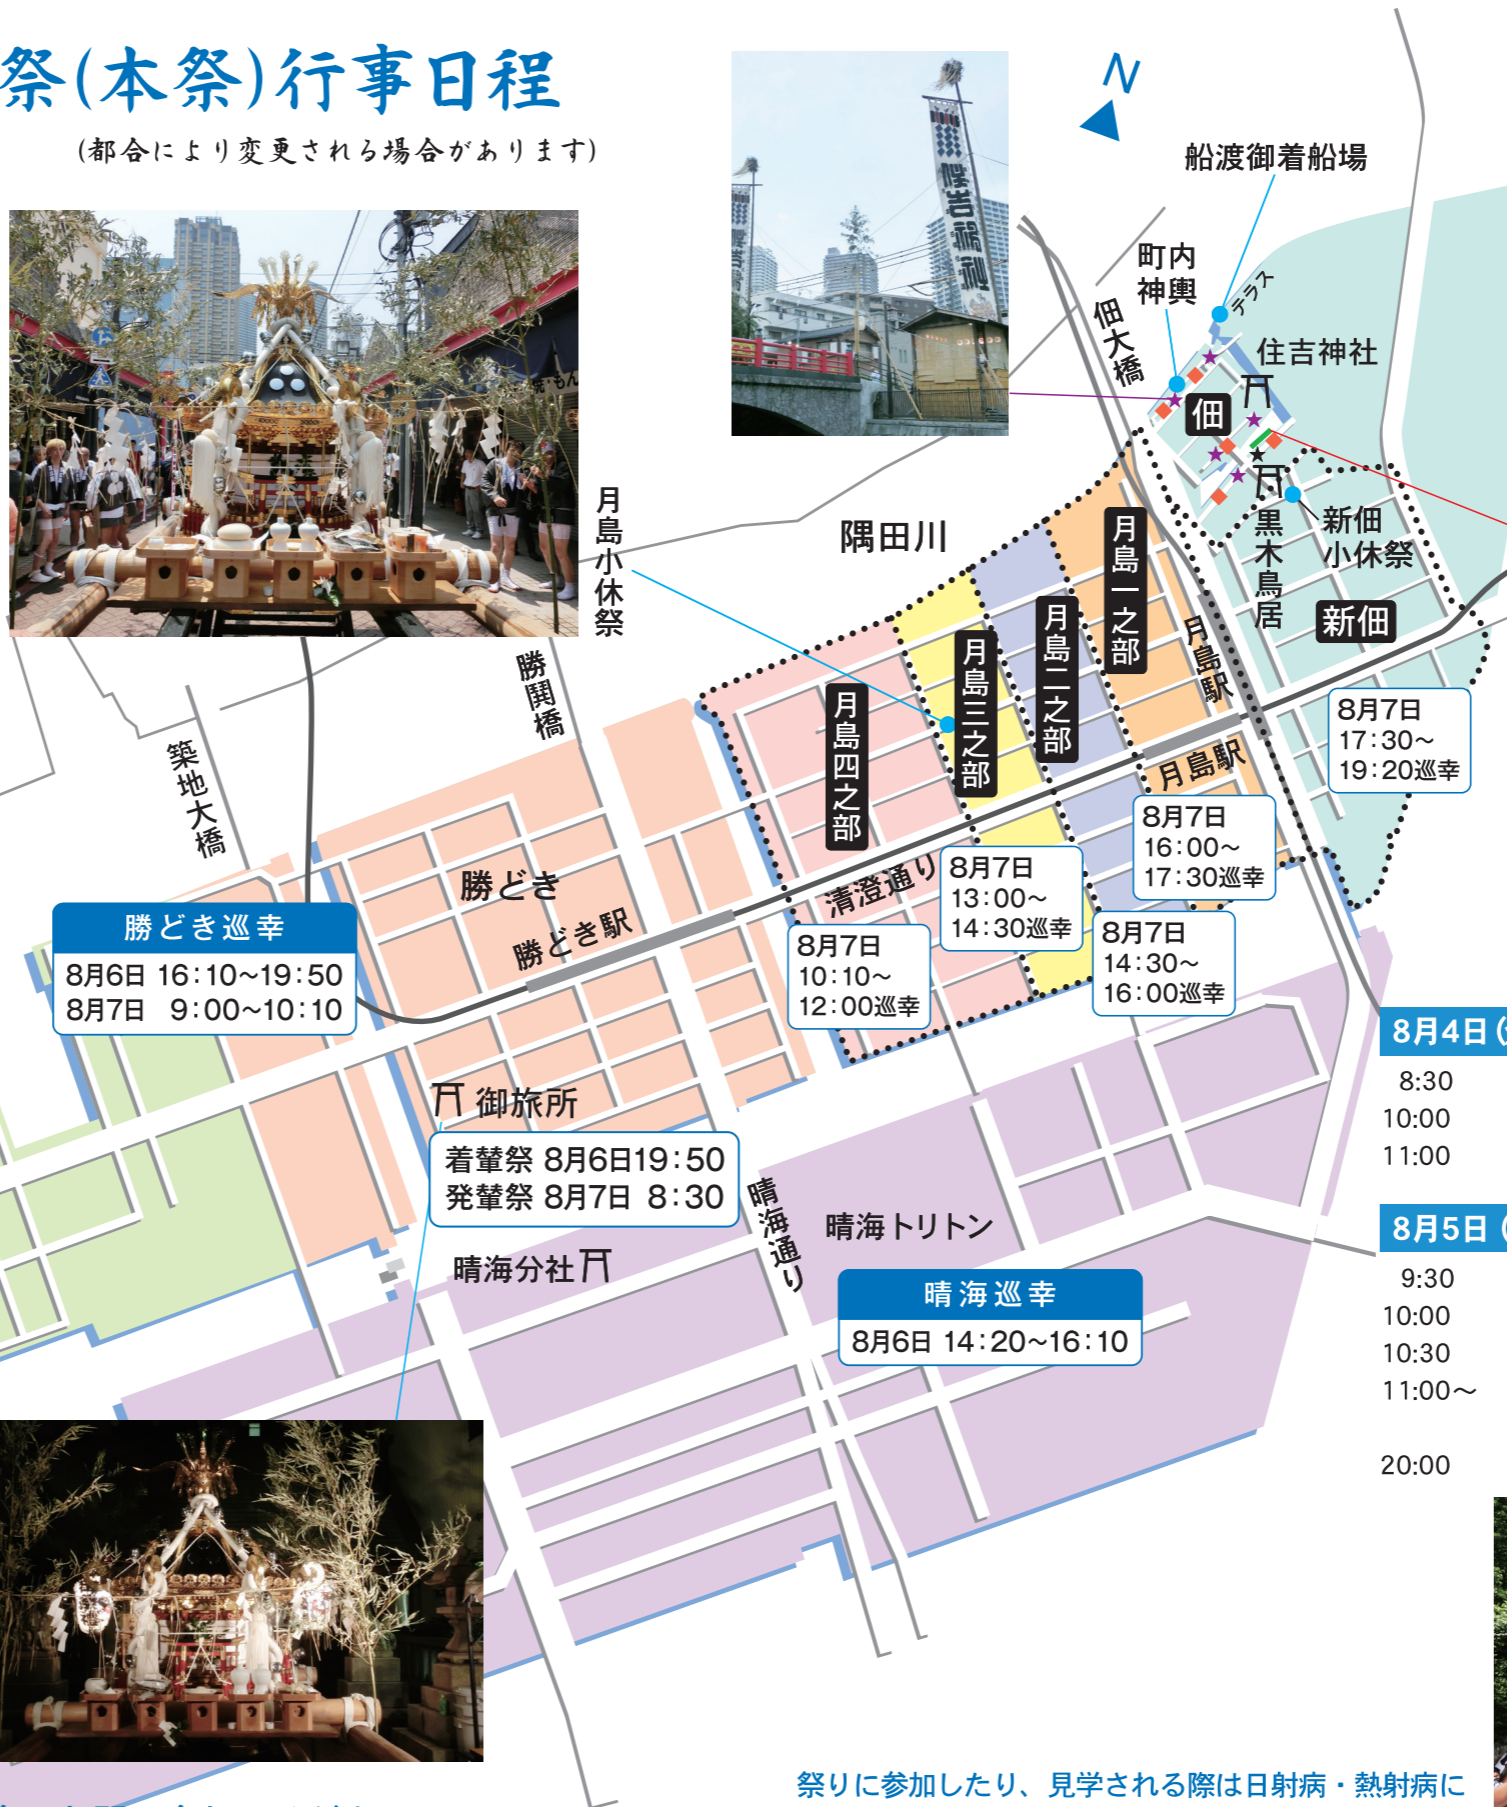 祭(本祭)行事日程
(都合により変更される場合があります)
N
船渡御着船場
町内
神輿
テラス
佃大橋
住吉神社
佃
住吉神社
黒木鳥居
新佃
小休祭
新佃
隅田川
月島小休祭
月島一之部
月島二之部
月島三之部
月島四之部
月島駅
月島駅
勝鬨橋
築地大橋
8月7日
17:30〜
19:20巡幸
8月7日
16:00〜
17:30巡幸
8月7日
13:00〜
14:30巡幸
8月7日
14:30〜
16:00巡幸
8月7日
10:10〜
12:00巡幸
清澄通り
勝どき
勝どき駅
勝どき巡幸
8月6日 16:10〜19:50
8月7日 9:00〜10:10
御旅所
着輦祭 8月6日19:50
発輦祭 8月7日 8:30
晴海通り
晴海トリトン
晴海分社
晴海巡幸
8月6日 14:20〜16:10
8月4日(
8:30
10:00
11:00
8月5日(
9:30
10:00
10:30
11:00〜
20:00
祭りに参加したり、見学される際は日射病・熱射病に